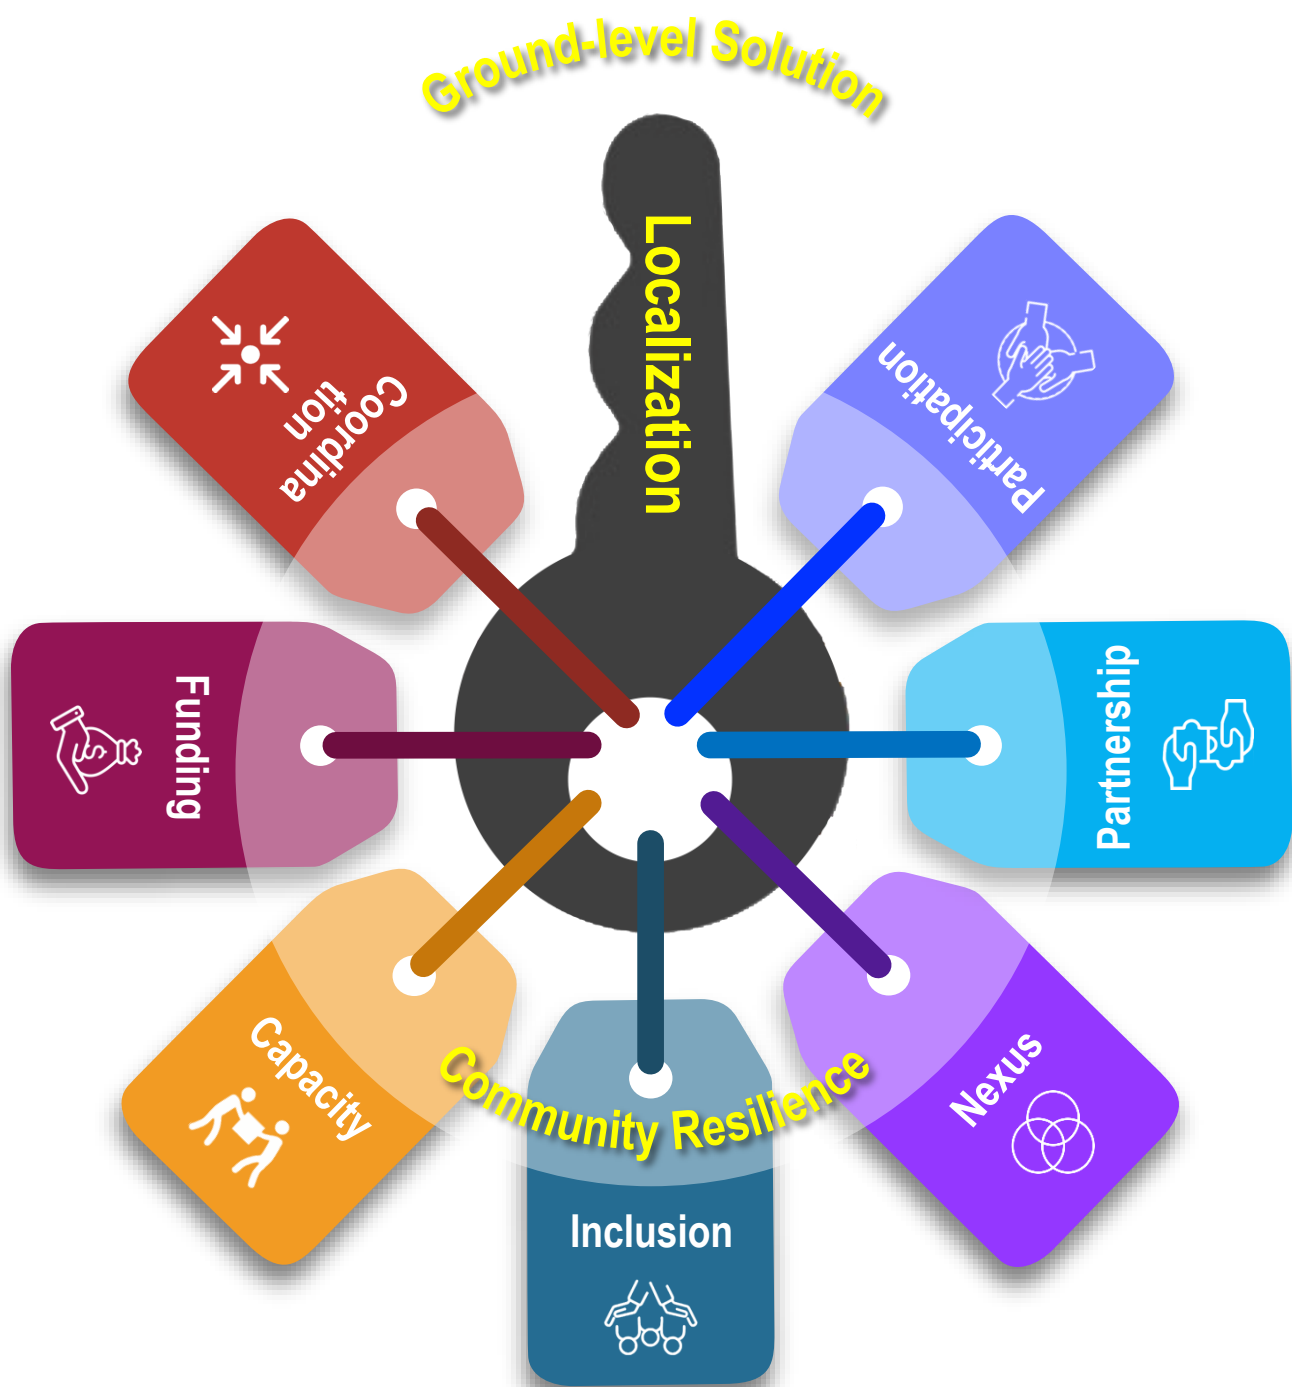 Ground-level Solution
Localization
Coordina
tion
Participation
Funding
Partnership
Capacity
Nexus
Community Resilience
Inclusion